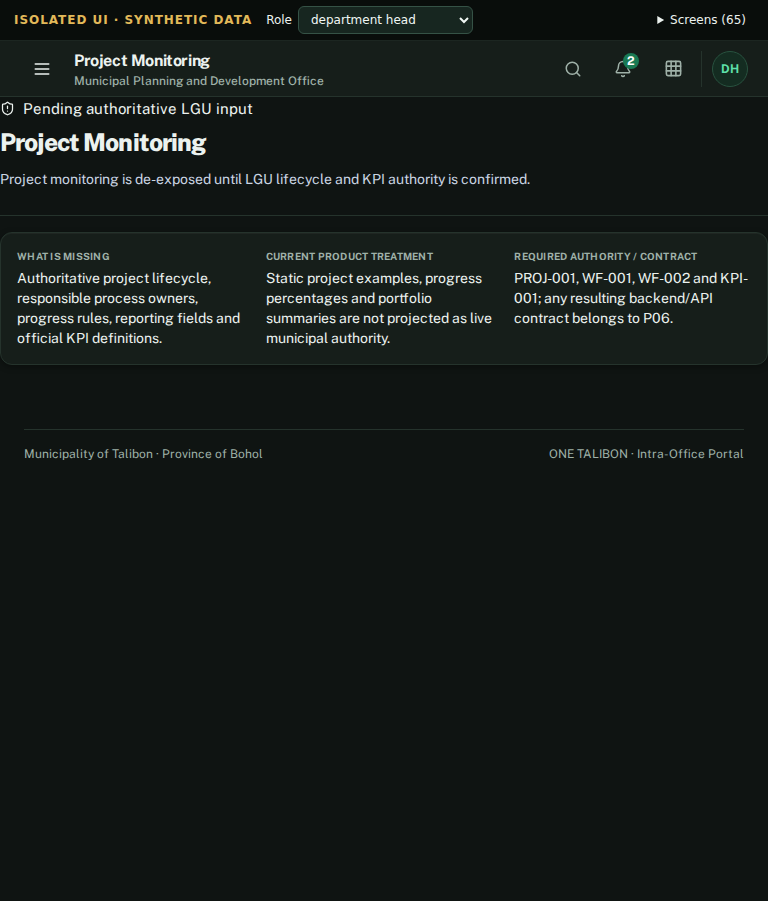 ISOLATED UI · SYNTHETIC DATA Role department head Screens (65)
Project Monitoring
Municipal Planning and Development Office
2
DH
Pending authoritative LGU input
Project Monitoring
Project monitoring is de-exposed until LGU lifecycle and KPI authority is confirmed.
WHAT IS MISSING
Authoritative project lifecycle,
responsible process owners,
progress rules, reporting fields and
official KPI definitions.
CURRENT PRODUCT TREATMENT
Static project examples, progress
percentages and portfolio
summaries are not projected as live
municipal authority.
REQUIRED AUTHORITY / CONTRACT
PROJ-001, WF-001, WF-002 and KPI-
001; any resulting backend/API
contract belongs to P06.
Municipality of Talibon · Province of Bohol
ONE TALIBON · Intra-Office Portal